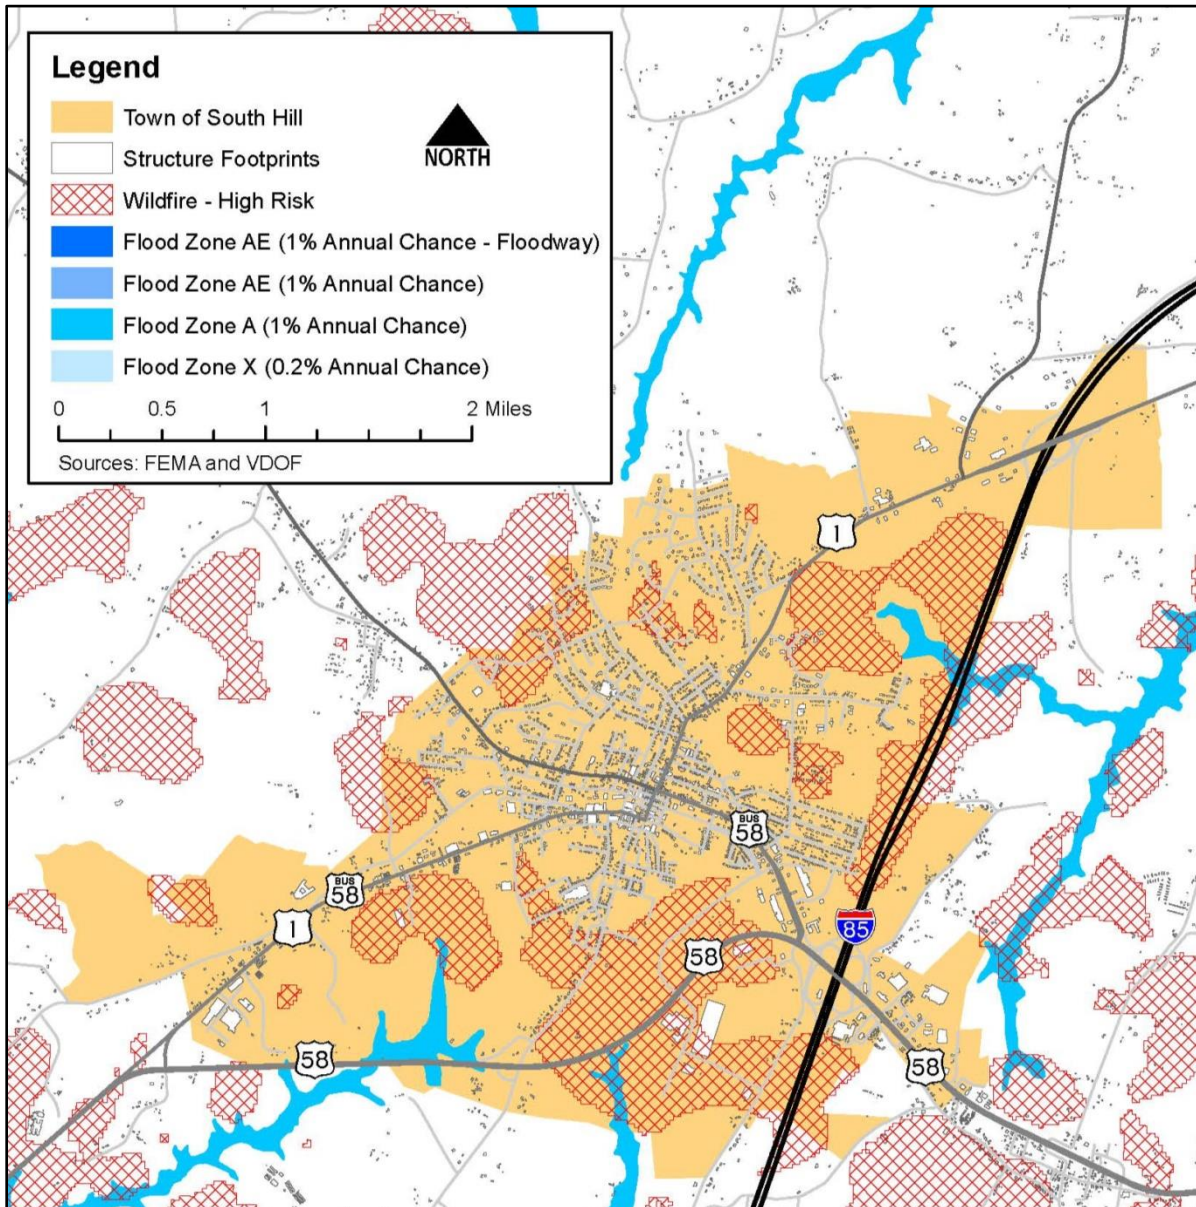 Legend
Town of South Hill
Structure Footprints
NORTH
Wildfire - High Risk
Flood Zone AE (1% Annual Chance - Floodway)
Flood Zone AE (1% Annual Chance)
Flood Zone A (1% Annual Chance)
Flood Zone X (0.2% Annual Chance)
0 0.5 1 2 Miles
Sources: FEMA and VDOF
1
BUS
58
BUS
58
1
85
58
58
58